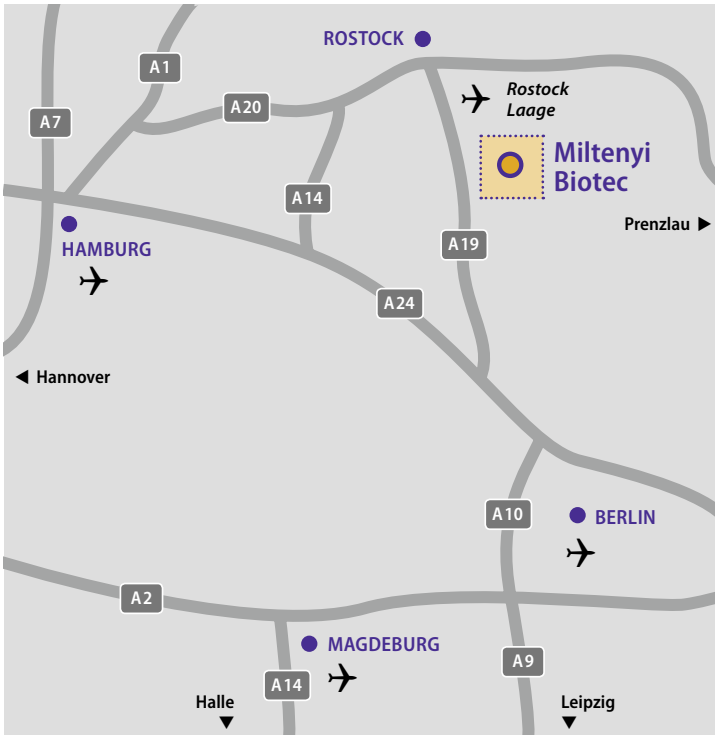 ROSTOCK
A1
Rostock
Laage
A20
A7
Miltenyi
Biotec
A14
Prenzlau
HAMBURG
A19
A24
Hannover
A10
BERLIN
A2
MAGDEBURG
A9
A14
Halle
Leipzig